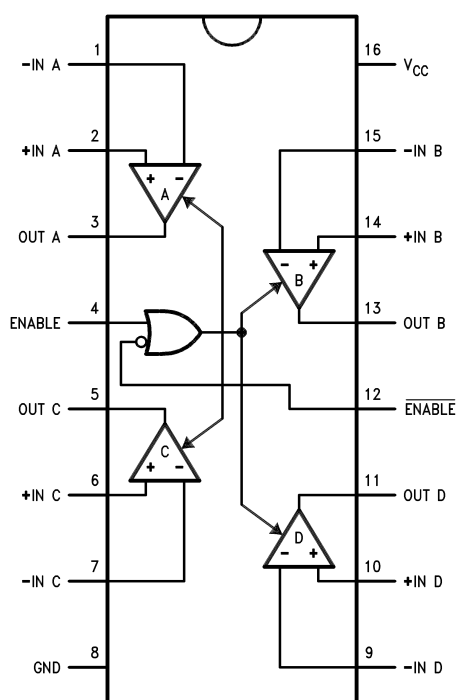 1 16
−IN A VCC
2 15
+IN A −IN B
+ − A
3 14
OUT A +IN B
− + B
4 13
ENABLE OUT B
5 12
OUT C ENABLE
C + −
6 11
+IN C OUT D
D − +
7 10
−IN C +IN D
8 9
GND −IN D